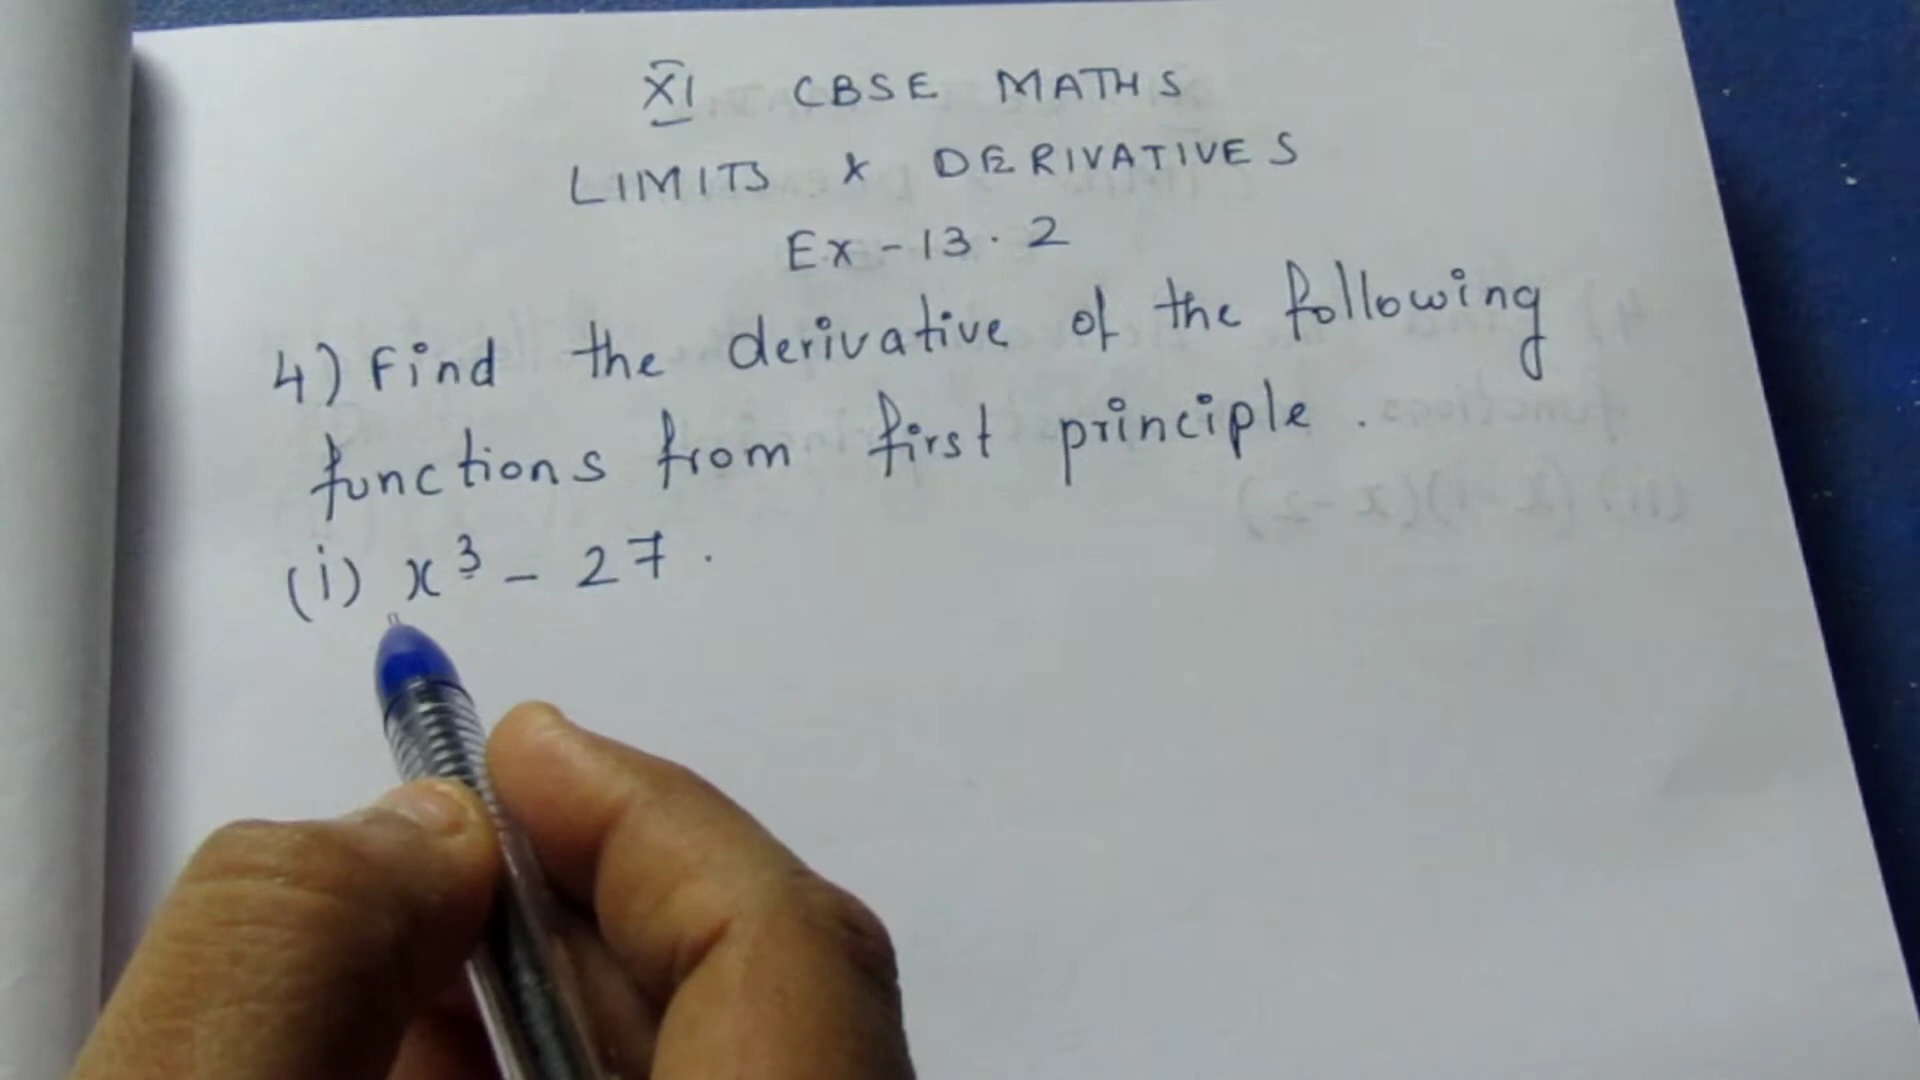 XI CBSE MATHS
LIMITS & DERIVATIVES
Ex-13.2
4) Find the derivative of the following
functions from first principle.
(i) x³ - 27.